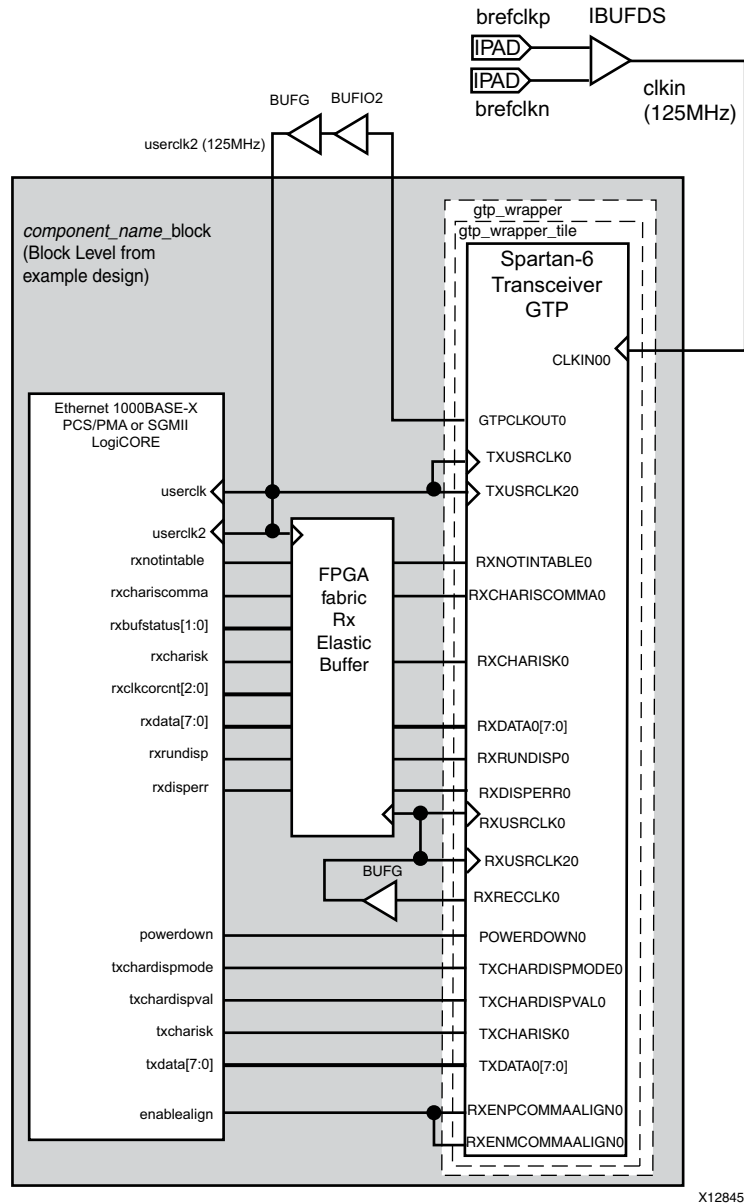 brefclkp
IBUFDS
IPAD
IPAD
brefclkn
clkin
(125MHz)
BUFG
BUFIO2
userclk2 (125MHz)
component_name_block
(Block Level from
example design)
gtp_wrapper
gtp_wrapper_tile
Spartan-6
Transceiver
GTP
CLKIN00
Ethernet 1000BASE-X
PCS/PMA or SGMII
LogiCORE
GTPCLKOUT0
TXUSRCLK0
userclk
TXUSRCLK20
userclk2
FPGA
fabric
Rx
Elastic
Buffer
rxnotintable
RXNOTINTABLE0
rxchariscomma
RXCHARISCOMMA0
rxbufstatus[1:0]
rxcharisk
RXCHARISK0
rxclkcorcnt[2:0]
rxdata[7:0]
RXDATA0[7:0]
rxrundisp
RXRUNDISP0
rxdisperr
RXDISPERR0
RXUSRCLK0
RXUSRCLK20
BUFG
RXRECCLK0
powerdown
POWERDOWN0
txchardispmode
TXCHARDISPMODE0
txchardispval
TXCHARDISPVAL0
txcharisk
TXCHARISK0
txdata[7:0]
TXDATA0[7:0]
enablealign
RXENPCOMMAALIGN0
RXENMCOMMAALIGN0
X12845